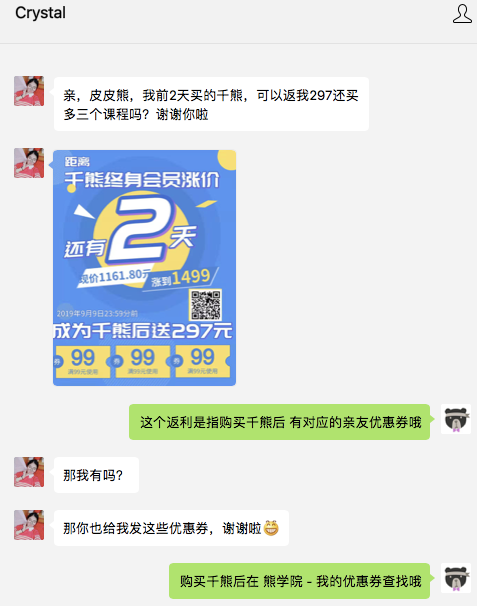 Crystal
亲，皮皮熊，我前2天买的千熊，可以返我297还买
多三个课程吗？谢谢你啦
距离
千熊终身会员涨价
还有2天
现价1161.80元
涨到1499
2019年9月9日23:59分前
成为千熊后送297元
券 99 券 99 券 99
满99元使用 满99元使用 满99元使用
这个返利是指购买千熊后 有对应的亲友优惠券哦
那我有吗？
那你也给我发这些优惠券，谢谢啦
购买千熊后在 熊学院 - 我的优惠券查找哦